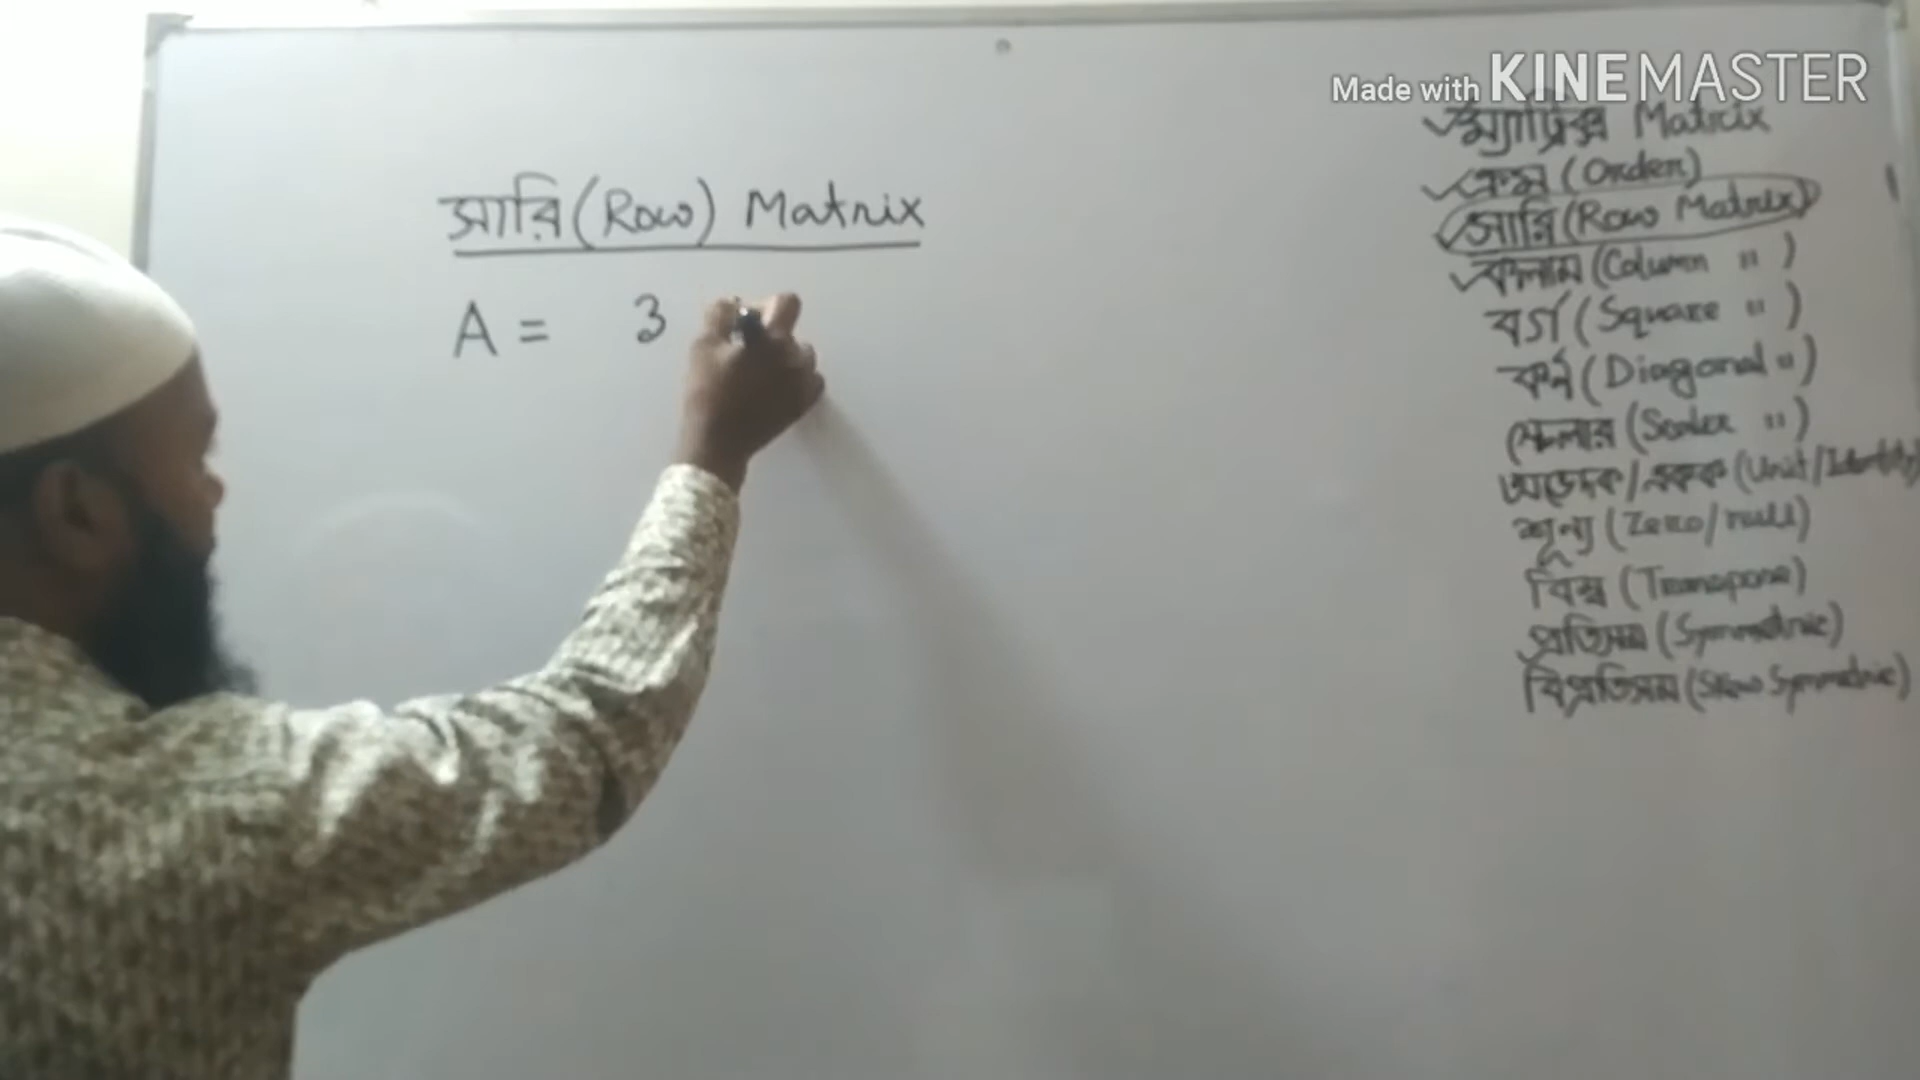 Made with KINEMASTER
সারি (Row) Matrix
A = 3
ম্যাট্রিক্স Matrix
ক্রম (Order)
সারি (Row Matrix)
কলাম (Column " )
বর্গ (Square " )
কর্ন (Diagonal " )
স্কেলার (Scaler " )
অভেদক/একক (Unit/Identity)
শূন্য (Zero/null)
বিম্ব (Transpose)
প্রতিসম (Symmetric)
বিপ্রতিসম (Skew Symmetric)